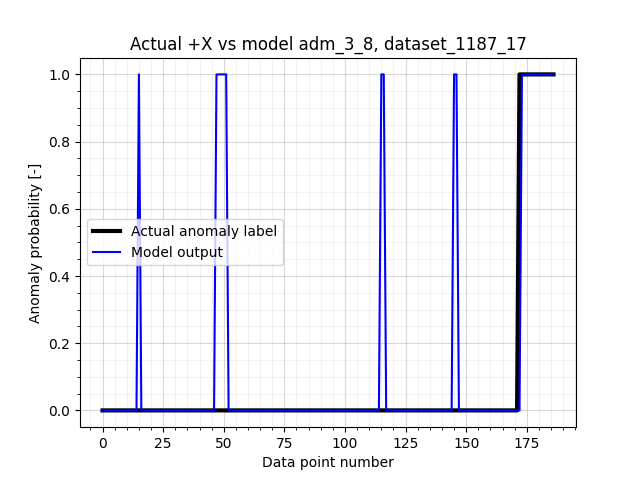 Actual +X vs model adm_3_8, dataset_1187_17
Anomaly probability [-]
1.0
0.8
0.6
0.4
0.2
0.0
Actual anomaly label
Model output
0 25 50 75 100 125 150 175
Data point number